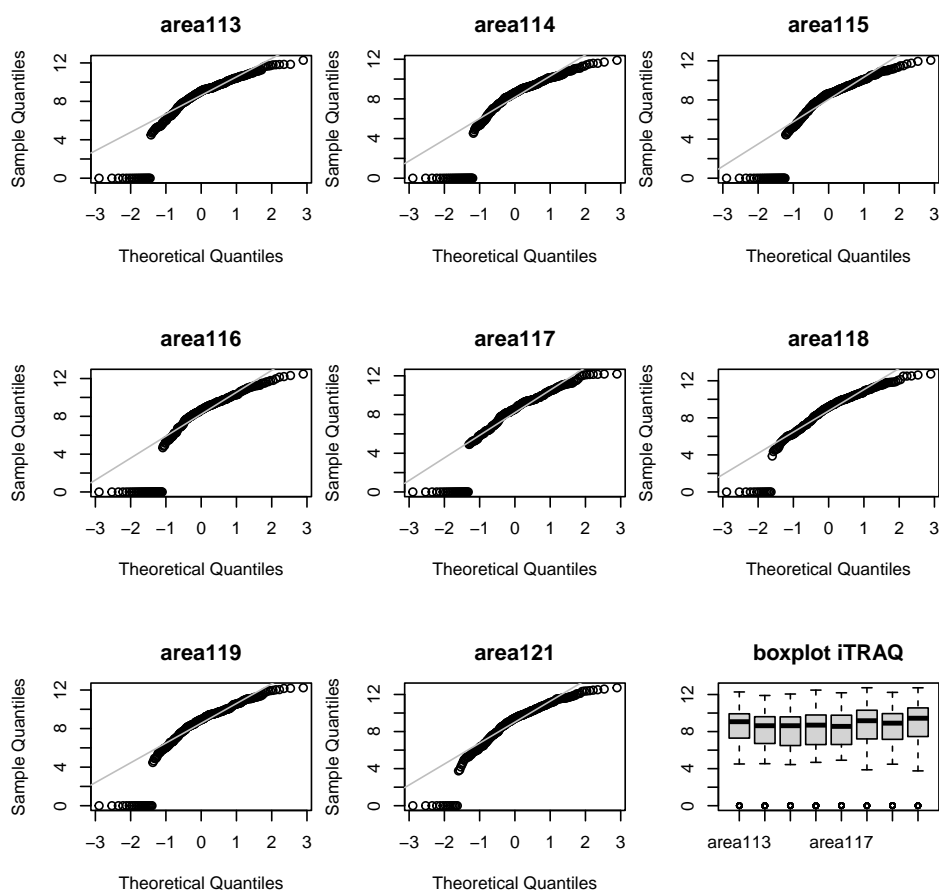 area113
area114
area115
Sample Quantiles
0 4 8 12
−3 −2 −1 0 1 2 3
Theoretical Quantiles
Sample Quantiles
0 4 8 12
−3 −2 −1 0 1 2 3
Theoretical Quantiles
Sample Quantiles
0 4 8 12
−3 −2 −1 0 1 2 3
Theoretical Quantiles
area116
area117
area118
Sample Quantiles
0 4 8 12
−3 −2 −1 0 1 2 3
Theoretical Quantiles
Sample Quantiles
0 4 8 12
−3 −2 −1 0 1 2 3
Theoretical Quantiles
Sample Quantiles
0 4 8 12
−3 −2 −1 0 1 2 3
Theoretical Quantiles
area119
area121
boxplot iTRAQ
Sample Quantiles
0 4 8 12
−3 −2 −1 0 1 2 3
Theoretical Quantiles
Sample Quantiles
0 4 8 12
−3 −2 −1 0 1 2 3
Theoretical Quantiles
0 4 8 12
area113 area117